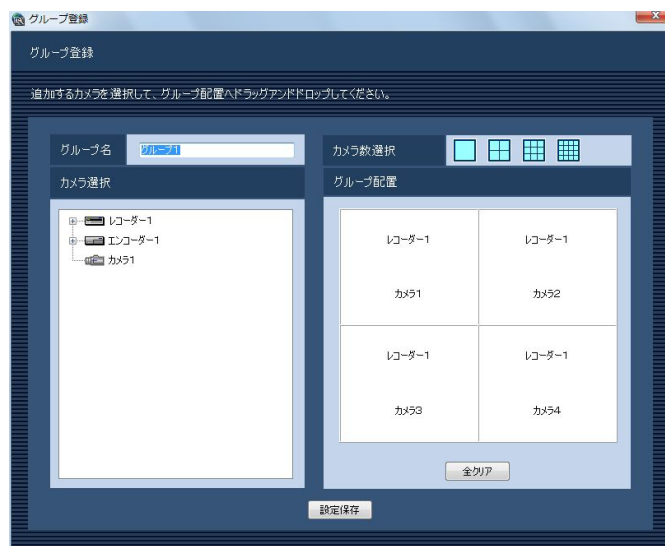 グループ登録
グループ登録
追加するカメラを選択して、グループ配置へドラッグアンドドロップしてください。
グループ名
グループ1
カメラ選択
レコーダー1
エンコーダー1
カメラ1
カメラ数選択
グループ配置
レコーダー1
カメラ1
レコーダー1
カメラ2
レコーダー1
カメラ3
レコーダー1
カメラ4
全クリア
設定保存